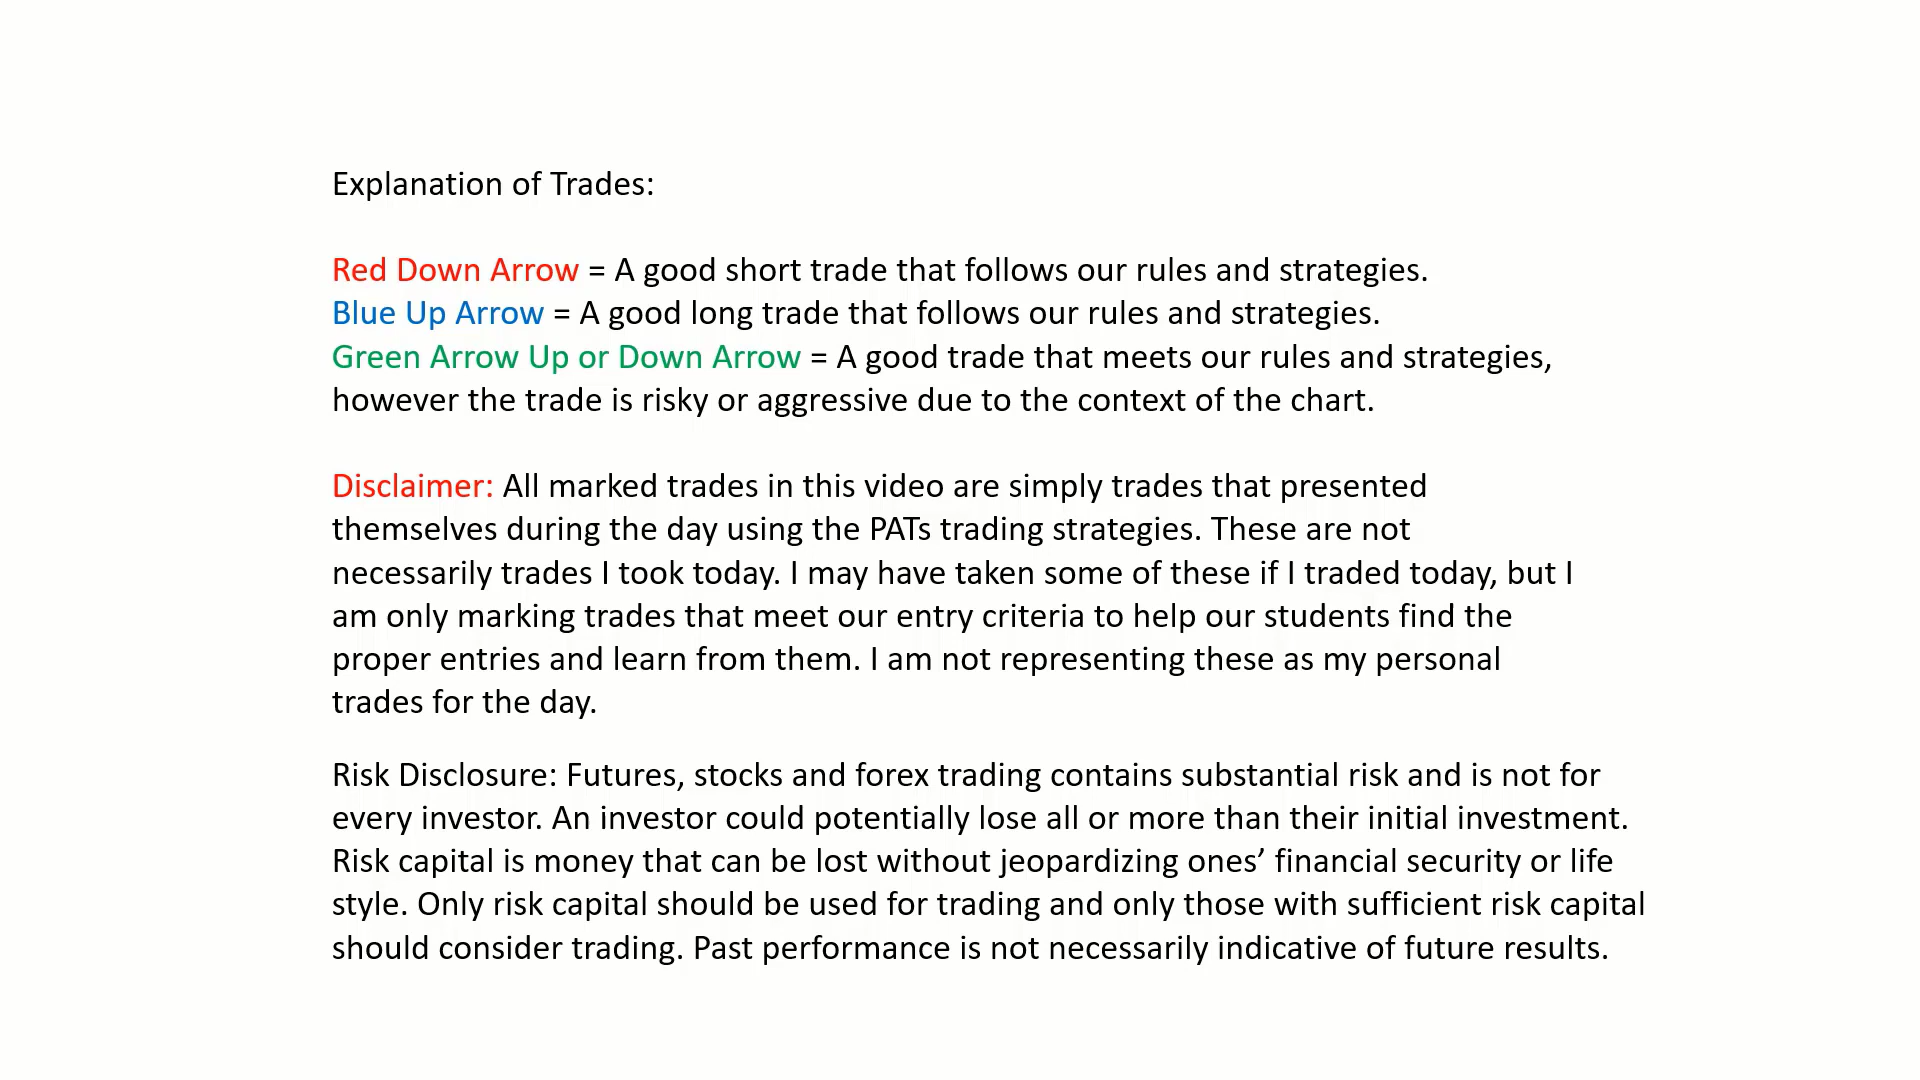 Explanation of Trades:
Red Down Arrow = A good short trade that follows our rules and strategies.
Blue Up Arrow = A good long trade that follows our rules and strategies.
Green Arrow Up or Down Arrow = A good trade that meets our rules and strategies,
however the trade is risky or aggressive due to the context of the chart.
Disclaimer: All marked trades in this video are simply trades that presented
themselves during the day using the PATs trading strategies. These are not
necessarily trades I took today. I may have taken some of these if I traded today, but I
am only marking trades that meet our entry criteria to help our students find the
proper entries and learn from them. I am not representing these as my personal
trades for the day.
Risk Disclosure: Futures, stocks and forex trading contains substantial risk and is not for
every investor. An investor could potentially lose all or more than their initial investment.
Risk capital is money that can be lost without jeopardizing ones’ financial security or life
style. Only risk capital should be used for trading and only those with sufficient risk capital
should consider trading. Past performance is not necessarily indicative of future results.